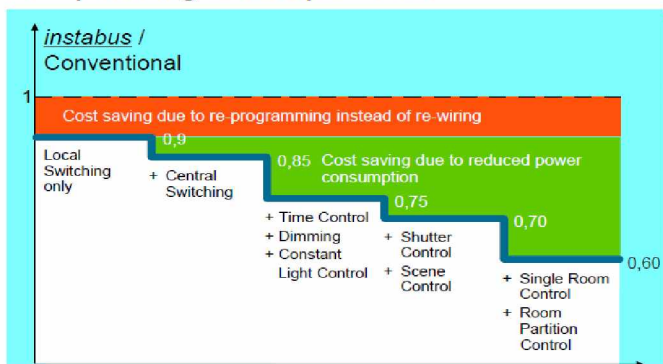 instabus /
Conventional
1
Cost saving due to re-programming instead of re-wiring
0,9
0,85 Cost saving due to reduced power
consumption
0,75
0,70
0,60
Local
Switching
only
+ Central
Switching
+ Time Control
+ Dimming
+ Constant
Light Control
+ Shutter
Control
+ Scene
Control
+ Single Room
Control
+ Room
Partition
Control